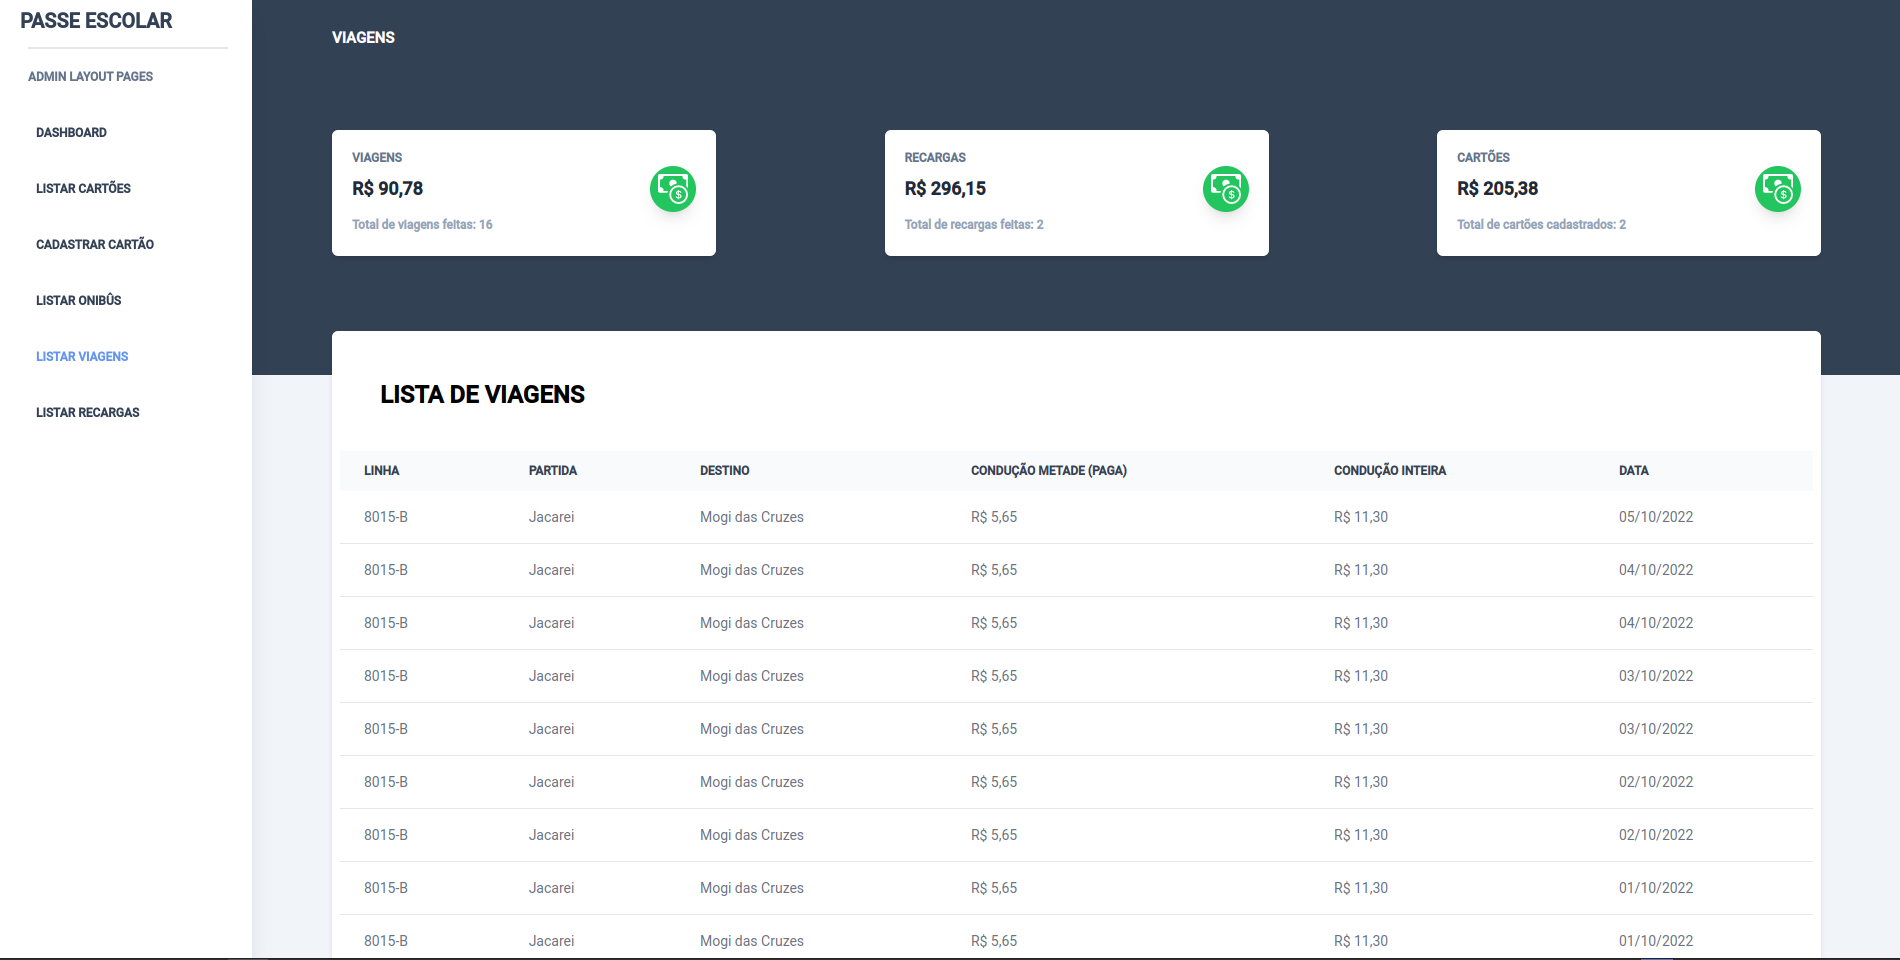 PASSE ESCOLAR
ADMIN LAYOUT PAGES
DASHBOARD
LISTAR CARTÕES
CADASTRAR CARTÃO
LISTAR ONIBÛS
LISTAR VIAGENS
LISTAR RECARGAS
VIAGENS
VIAGENS
R$ 90,78
Total de viagens feitas: 16
RECARGAS
R$ 296,15
Total de recargas feitas: 2
CARTÕES
R$ 205,38
Total de cartões cadastrados: 2
LISTA DE VIAGENS
LINHA PARTIDA DESTINO CONDUÇÃO METADE (PAGA) CONDUÇÃO INTEIRA DATA
8015-B Jacarei Mogi das Cruzes R$ 5,65 R$ 11,30 05/10/2022
8015-B Jacarei Mogi das Cruzes R$ 5,65 R$ 11,30 04/10/2022
8015-B Jacarei Mogi das Cruzes R$ 5,65 R$ 11,30 04/10/2022
8015-B Jacarei Mogi das Cruzes R$ 5,65 R$ 11,30 03/10/2022
8015-B Jacarei Mogi das Cruzes R$ 5,65 R$ 11,30 03/10/2022
8015-B Jacarei Mogi das Cruzes R$ 5,65 R$ 11,30 02/10/2022
8015-B Jacarei Mogi das Cruzes R$ 5,65 R$ 11,30 02/10/2022
8015-B Jacarei Mogi das Cruzes R$ 5,65 R$ 11,30 01/10/2022
8015-B Jacarei Mogi das Cruzes R$ 5,65 R$ 11,30 01/10/2022